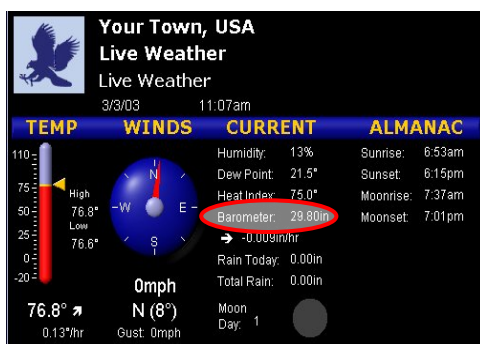 Your Town, USA
Live Weather
Live Weather
3/3/03 11:07am
TEMP WINDS CURRENT ALMANAC
110
75
50
25
0
-20
High
76.8°
Low
76.6°
76.8°
0.13°/hr
N
W E
S
0mph
N (8°)
Gust: 0mph
Humidity: 13%
Dew Point: 21.5°
Heat Index: 75.0°
Barometer: 29.80in
-0.009in/hr
Rain Today: 0.00in
Total Rain: 0.00in
Moon
Day: 1
Sunrise: 6:53am
Sunset: 6:15pm
Moonrise: 7:37am
Moonset: 7:01pm